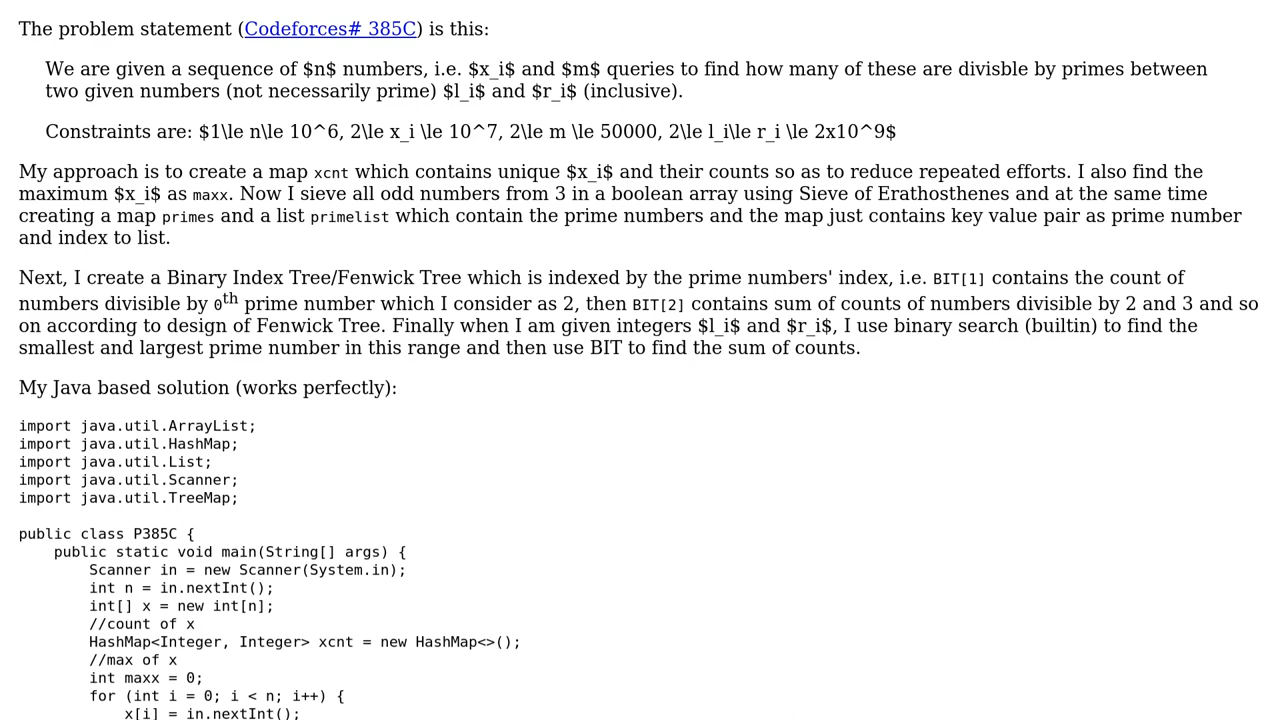 The problem statement (Codeforces# 385C) is this:
We are given a sequence of $n$ numbers, i.e. $x_i$ and $m$ queries to find how many of these are divisble by primes between
two given numbers (not necessarily prime) $l_i$ and $r_i$ (inclusive).
Constraints are: $1\le n\le 10^6, 2\le x_i \le 10^7, 2\le m \le 50000, 2\le l_i\le r_i \le 2x10^9$
My approach is to create a map xcnt which contains unique $x_i$ and their counts so as to reduce repeated efforts. I also find the
maximum $x_i$ as maxx. Now I sieve all odd numbers from 3 in a boolean array using Sieve of Erathosthenes and at the same time
creating a map primes and a list primelist which contain the prime numbers and the map just contains key value pair as prime number
and index to list.
Next, I create a Binary Index Tree/Fenwick Tree which is indexed by the prime numbers' index, i.e. BIT[1] contains the count of
numbers divisible by 0th prime number which I consider as 2, then BIT[2] contains sum of counts of numbers divisible by 2 and 3 and so
on according to design of Fenwick Tree. Finally when I am given integers $l_i$ and $r_i$, I use binary search (builtin) to find the
smallest and largest prime number in this range and then use BIT to find the sum of counts.
My Java based solution (works perfectly):
import java.util.ArrayList;
import java.util.HashMap;
import java.util.List;
import java.util.Scanner;
import java.util.TreeMap;
public class P385C {
    public static void main(String[] args) {
        Scanner in = new Scanner(System.in);
        int n = in.nextInt();
        int[] x = new int[n];
        //count of x
        HashMap<Integer, Integer> xcnt = new HashMap<>();
        //max of x
        int maxx = 0;
        for (int i = 0; i < n; i++) {
            x[i] = in.nextInt();